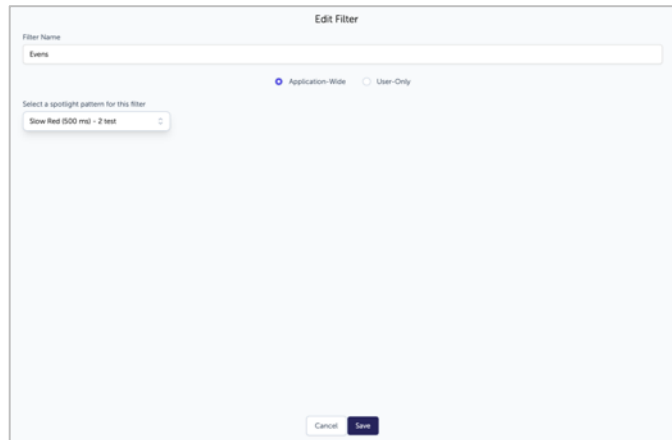 Edit Filter
Filter Name
Evens
Application-Wide User-Only
Select a spotlight pattern for this filter
Slow Red (500 ms) - 2 test
Cancel Save